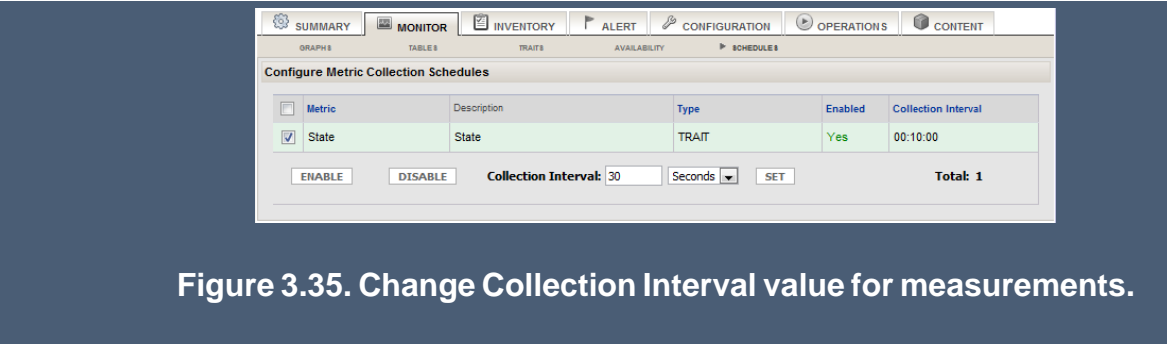 SUMMARY MONITOR INVENTORY ALERT CONFIGURATION OPERATIONS CONTENT
GRAPHS TABLES TRAITS AVAILABILITY SCHEDULES
Configure Metric Collection Schedules
Metric Description Type Enabled Collection Interval
State State TRAIT Yes 00:10:00
ENABLE DISABLE Collection Interval: 30 Seconds SET Total: 1
Figure 3.35. Change Collection Interval value for measurements.